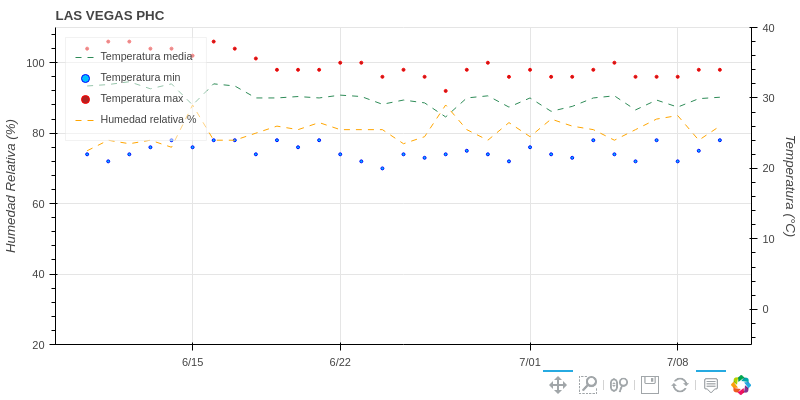 LAS VEGAS PHC
Temperatura media
Temperatura min
Temperatura max
Humedad relativa %
Humedad Relativa (%)
100
80
60
40
20
Temperatura (°C)
40
30
20
10
0
6/15
6/22
7/01
7/08